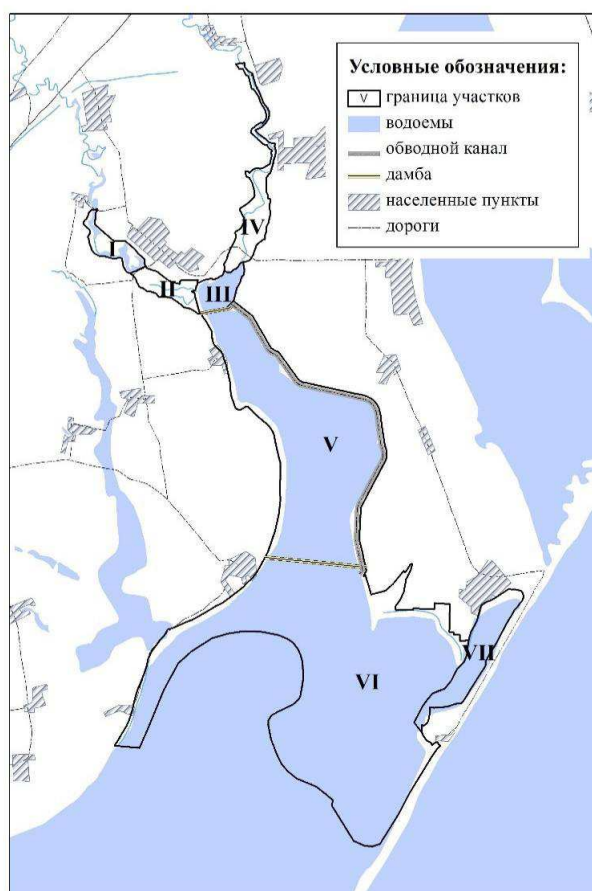 Условные обозначения:
V
граница участков
водоемы
обводной канал
дамба
населенные пункты
дороги
IV
I
II
III
V
VII
VI